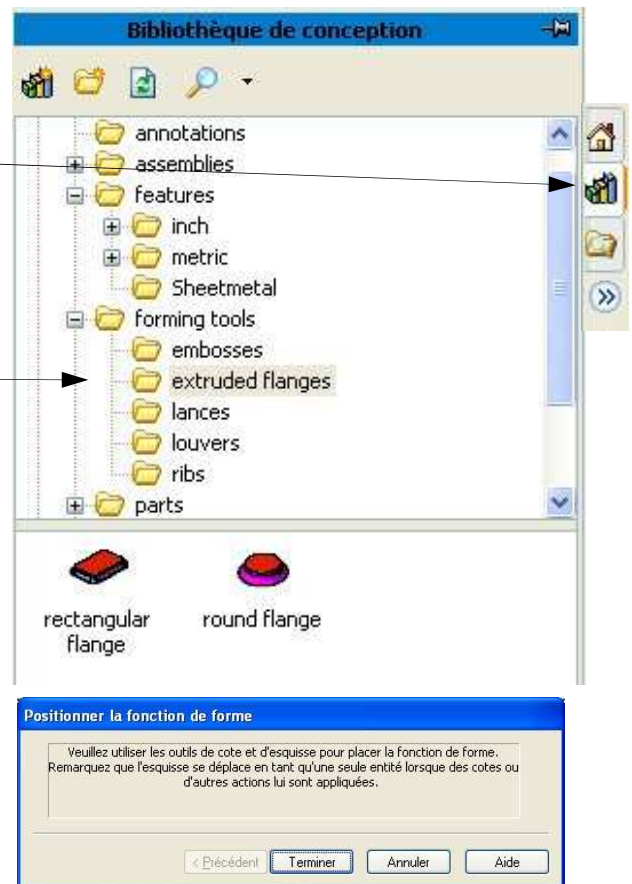 Bibliothèque de conception
annotations
assemblies
features
inch
metric
Sheetmetal
forming tools
embosses
extruded flanges
lances
louvers
ribs
parts
rectangular
flange
round flange
Positionner la fonction de forme
Veuillez utiliser les outils de cote et d'esquisse pour placer la fonction de forme.
Remarquez que l'esquisse se déplace en tant qu'une seule entité lorsque des cotes ou
d'autres actions lui sont appliquées.
< Précédent Terminer Annuler Aide